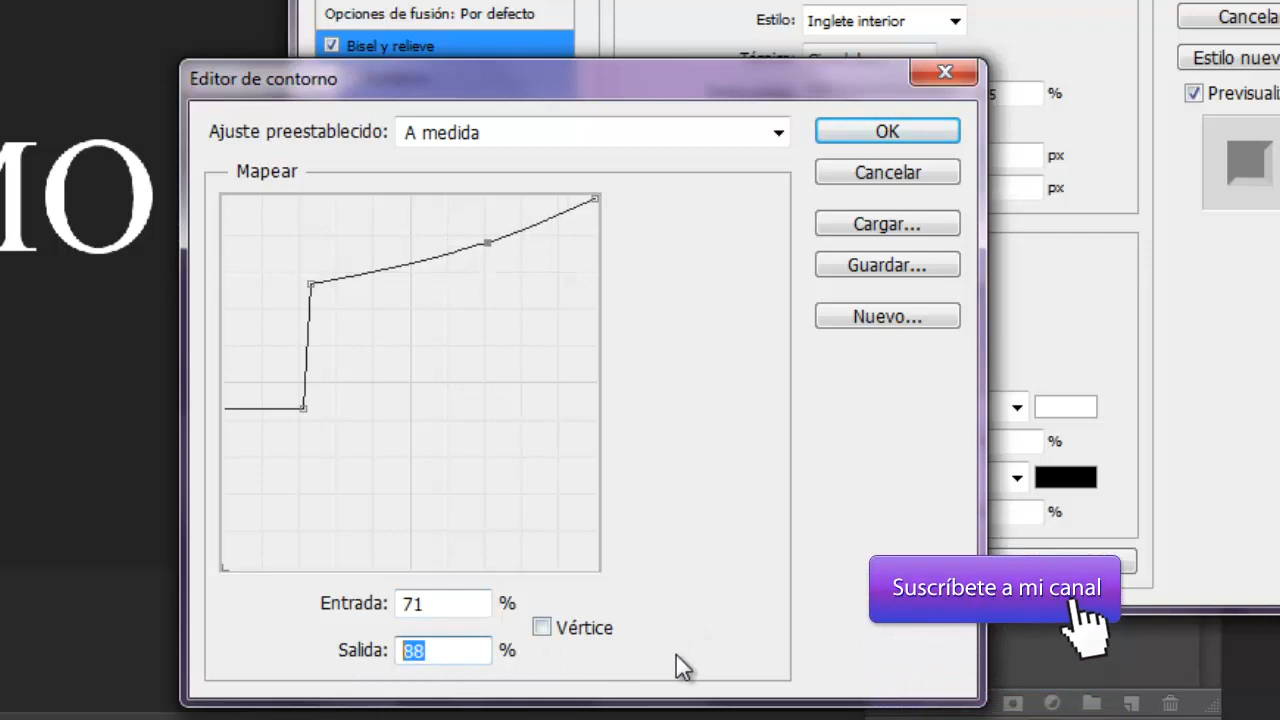 Opciones de fusión: Por defecto
Bisel y relieve
Estilo: Inglete interior
Cancela
Estilo nuev
Previsuali
Editor de contorno
5 %
px
px
%
%
Ajuste preestablecido: A medida
OK
Cancelar
Cargar...
Guardar...
Nuevo...
Mapear
MO
Entrada: 71 %
Salida: 88 %
Vértice
Suscríbete a mi canal